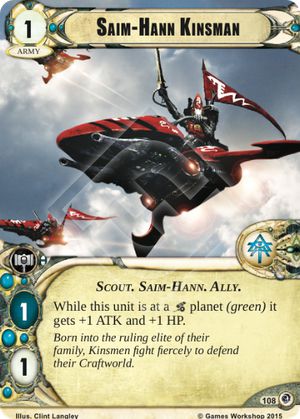 1
SAIM-HANN KINSMAN
ARMY
SCOUT. SAIM-HANN. ALLY.
While this unit is at a planet (green) it
gets +1 ATK and +1 HP.
1
Born into the ruling elite of their
family, Kinsmen fight fiercely to defend
their Craftworld.
1
108
Illus. Clint Langley
© Games Workshop 2015